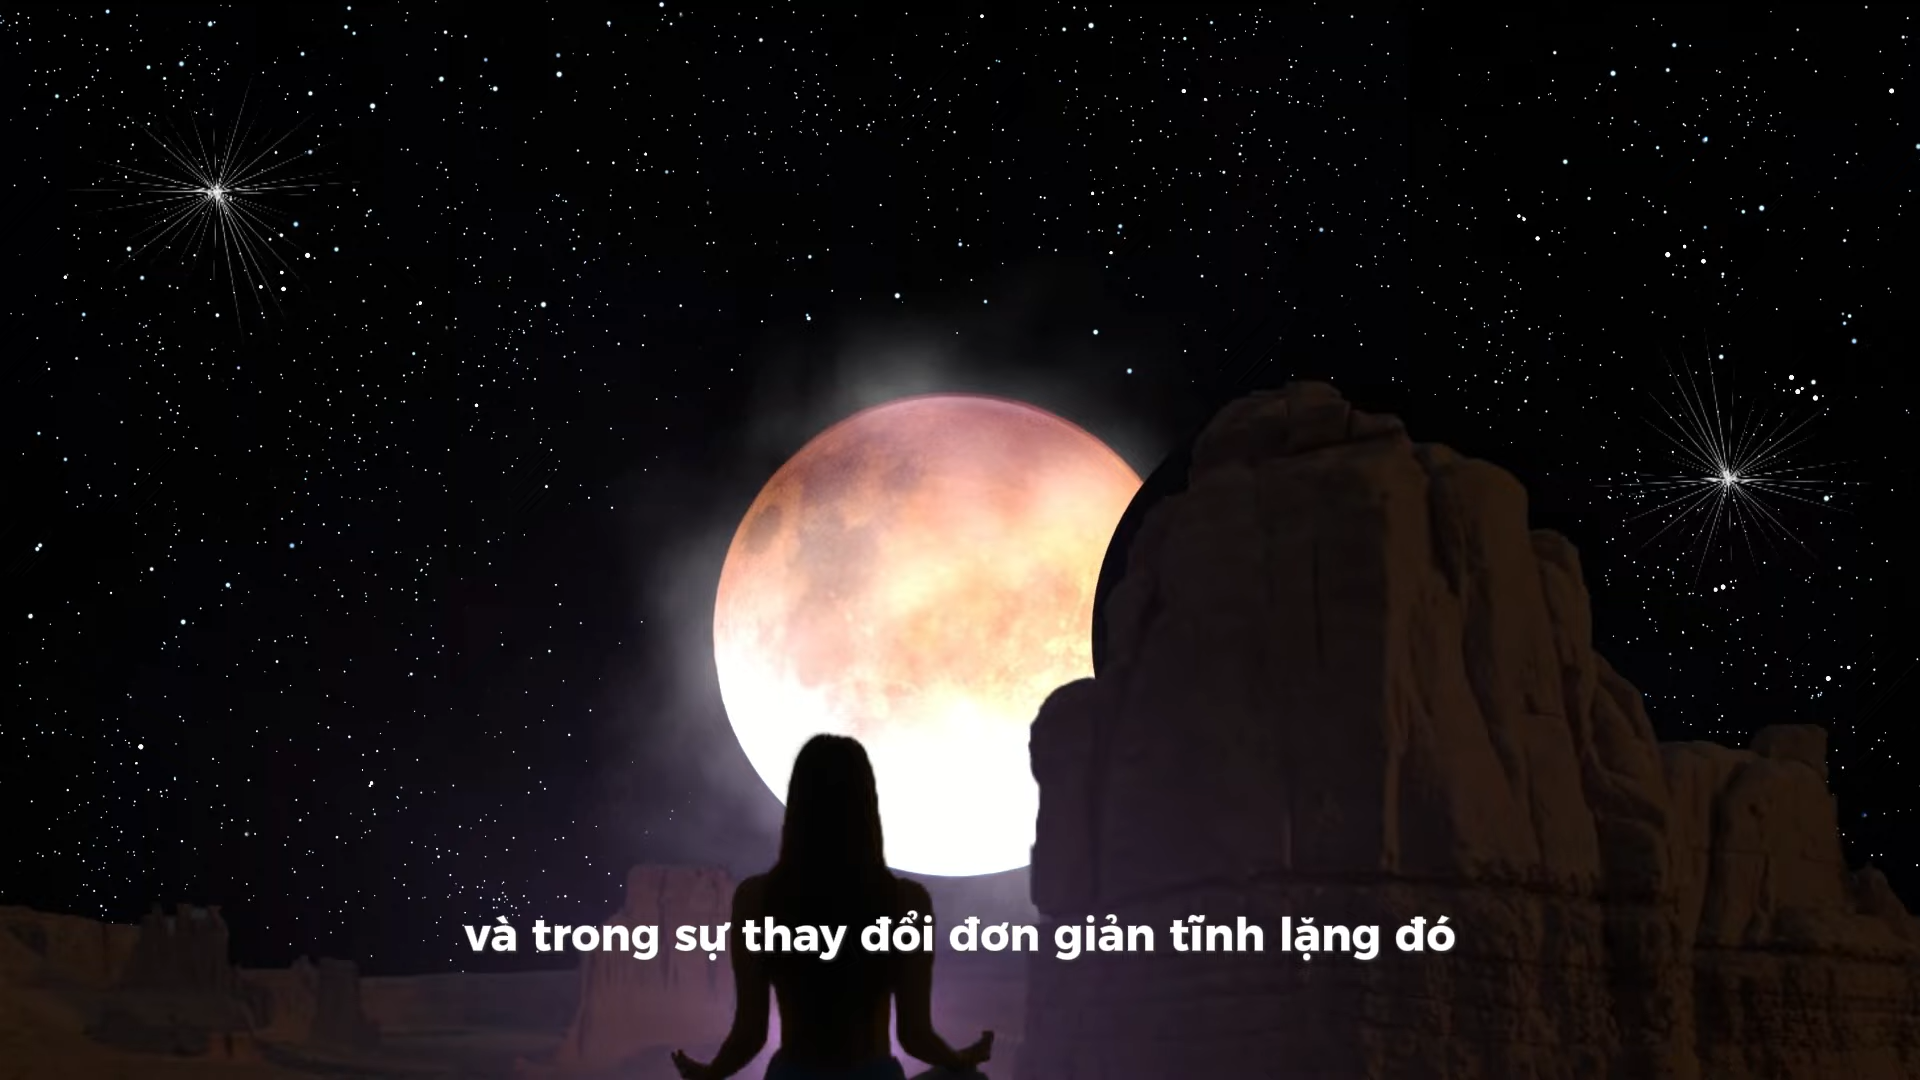 và trong sự thay đổi đơn giản tĩnh lặng đó